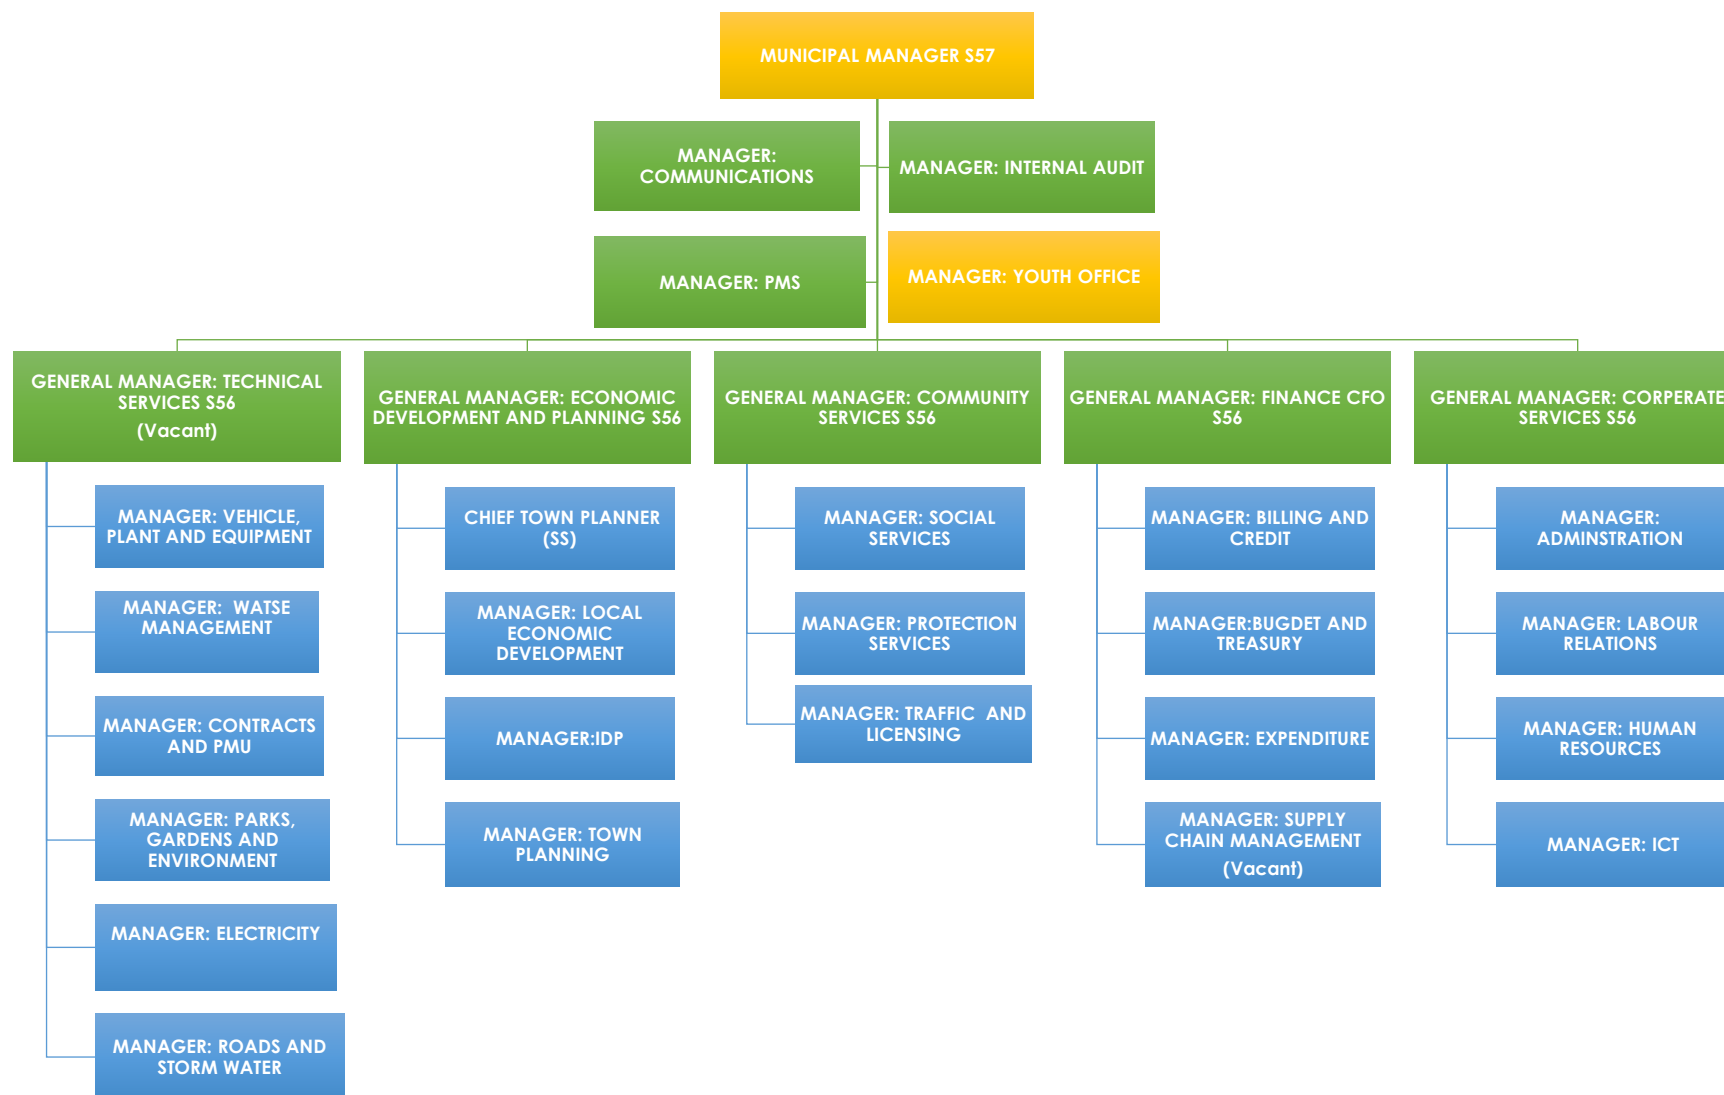 MUNICIPAL MANAGER S57
MANAGER:
COMMUNICATIONS
MANAGER: INTERNAL AUDIT
MANAGER: PMS
MANAGER: YOUTH OFFICE
GENERAL MANAGER: TECHNICAL
SERVICES S56
(Vacant)
MANAGER: VEHICLE,
PLANT AND EQUIPMENT
MANAGER:  WATSE
MANAGEMENT
MANAGER: CONTRACTS
AND PMU
MANAGER: PARKS,
GARDENS AND
ENVIRONMENT
MANAGER: ELECTRICITY
MANAGER: ROADS AND
STORM WATER
GENERAL MANAGER: ECONOMIC
DEVELOPMENT AND PLANNING S56
CHIEF TOWN PLANNER
(SS)
MANAGER: LOCAL
ECONOMIC
DEVELOPMENT
MANAGER:IDP
MANAGER: TOWN
PLANNING
GENERAL MANAGER: COMMUNITY
SERVICES S56
MANAGER: SOCIAL
SERVICES
MANAGER: PROTECTION
SERVICES
MANAGER: TRAFFIC  AND
LICENSING
GENERAL MANAGER: FINANCE CFO
S56
MANAGER: BILLING AND
CREDIT
MANAGER:BUGDET AND
TREASURY
MANAGER: EXPENDITURE
MANAGER: SUPPLY
CHAIN MANAGEMENT
(Vacant)
GENERAL MANAGER: CORPERATE
SERVICES S56
MANAGER:
ADMINSTRATION
MANAGER: LABOUR
RELATIONS
MANAGER: HUMAN
RESOURCES
MANAGER: ICT